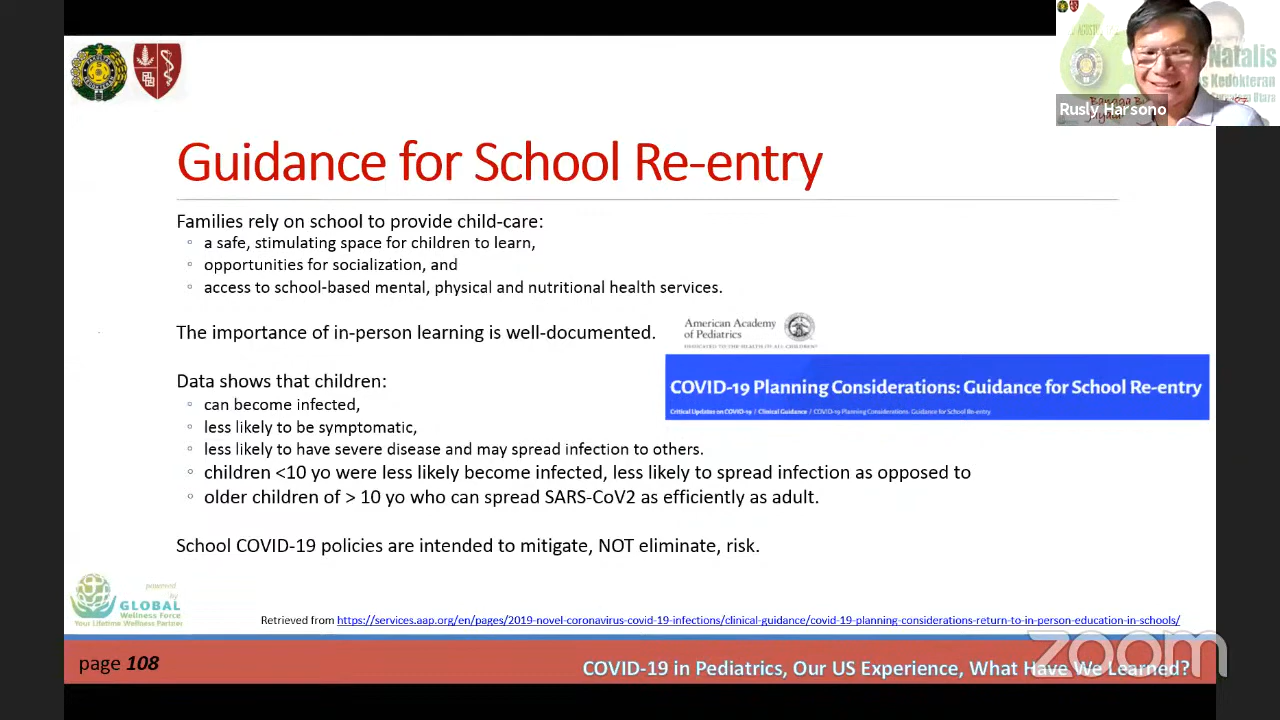 Natalis
s Kedokteran
Rusly Harsono
Guidance for School Re-entry
Families rely on school to provide child-care:
a safe, stimulating space for children to learn,
opportunities for socialization, and
access to school-based mental, physical and nutritional health services.
The importance of in-person learning is well-documented.
American Academy
of Pediatrics
DEDICATED TO THE HEALTH OF ALL CHILDREN®
COVID-19 Planning Considerations: Guidance for School Re-entry
Critical Updates on COVID-19 / Clinical Guidance / COVID-19 Planning Considerations: Guidance for School Re-entry
Data shows that children:
can become infected,
less likely to be symptomatic,
less likely to have severe disease and may spread infection to others.
children <10 yo were less likely become infected, less likely to spread infection as opposed to
older children of > 10 yo who can spread SARS-CoV2 as efficiently as adult.
School COVID-19 policies are intended to mitigate, NOT eliminate, risk.
powered by
GLOBAL
Wellness Force
Your Lifetime Wellness Partner
Retrieved from https://services.aap.org/en/pages/2019-novel-coronavirus-covid-19-infections/clinical-guidance/covid-19-planning-considerations-return-to-in-person-education-in-schools/
page 108
COVID-19 in Pediatrics, Our US Experience, What Have We Learned?
zoom